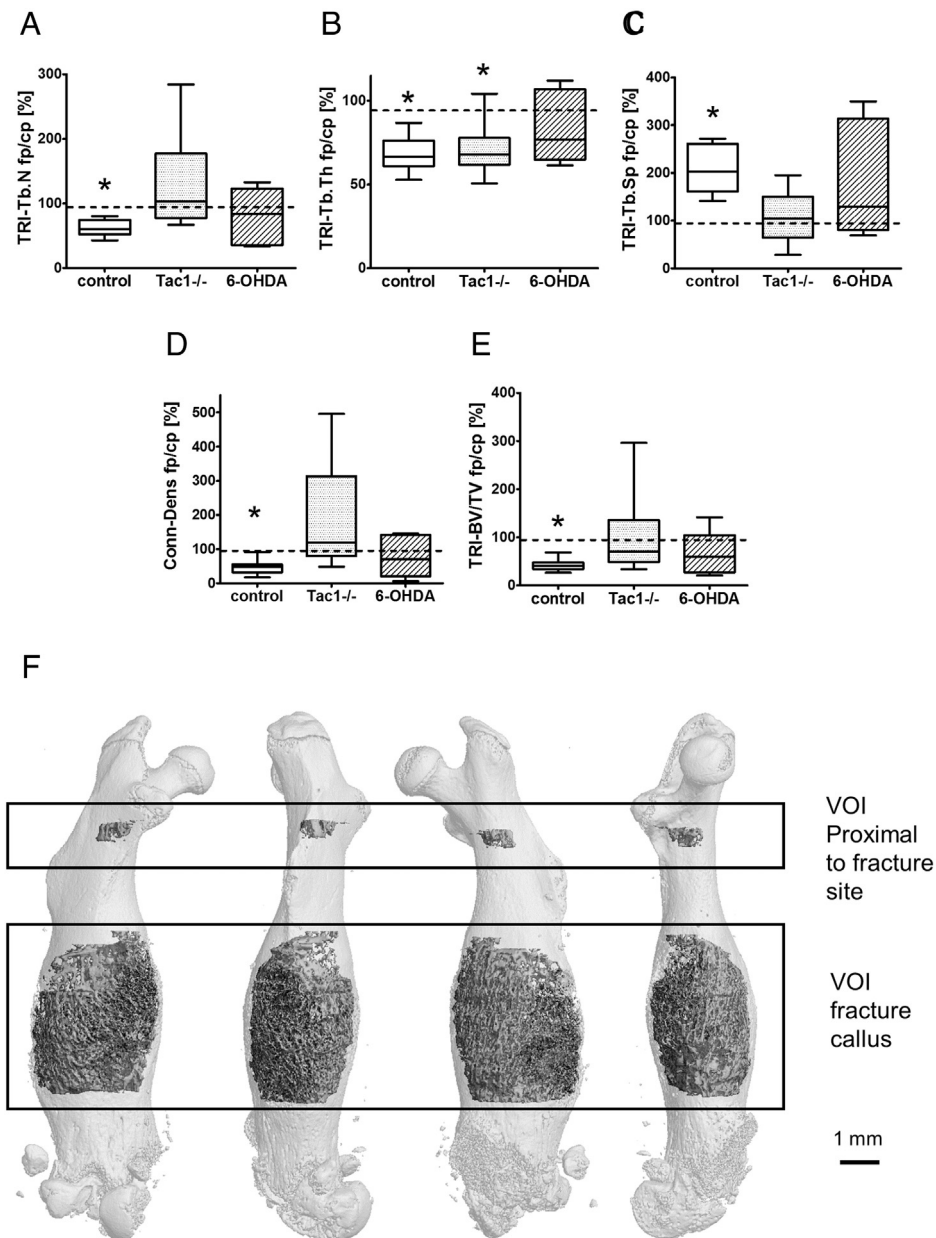 A
B
C
TRI-Tb.N fp/cp [%]
300
200
100
0
*
control Tac1-/- 6-OHDA
TRI-Tb.Th fp/cp [%]
100
50
0
*
*
control Tac1-/- 6-OHDA
TRI-Tb.Sp fp/cp [%]
400
300
200
100
0
*
control Tac1-/- 6-OHDA
D
E
Conn-Dens fp/cp [%]
500
400
300
200
100
0
*
control Tac1-/- 6-OHDA
TRI-BV/TV fp/cp [%]
400
300
200
100
0
*
control Tac1-/- 6-OHDA
F
VOI
Proximal
to fracture
site
VOI
fracture
callus
1 mm